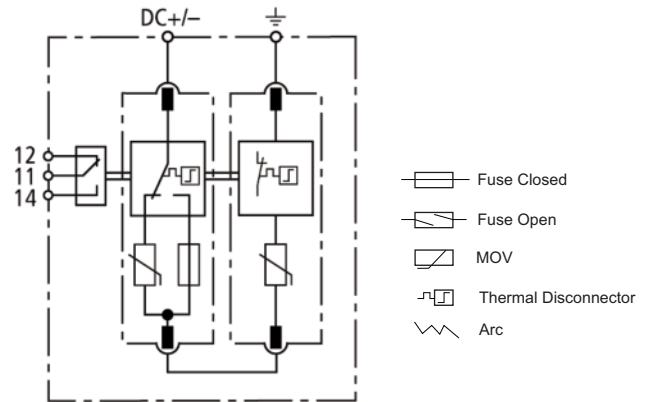 DC+/−
12
11
14
Fuse Closed
Fuse Open
MOV
Thermal Disconnector
Arc